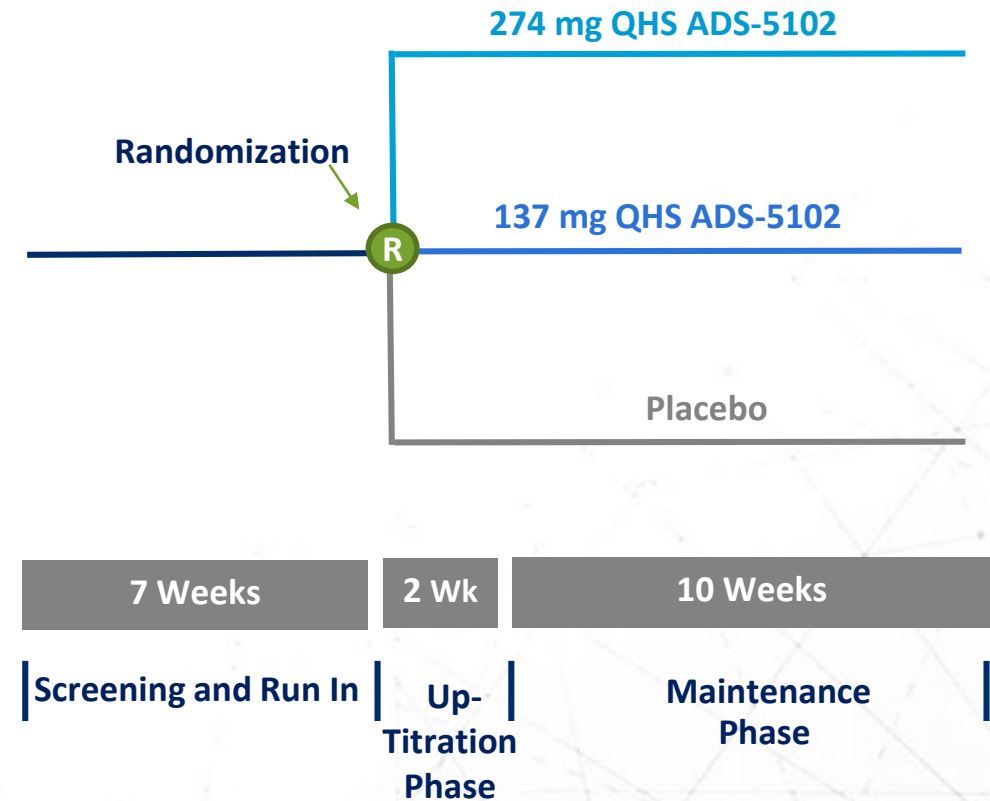 274 mg QHS ADS-5102
Randomization
137 mg QHS ADS-5102
R
Placebo
7 Weeks
2 Wk
10 Weeks
Screening and Run In
Up-
Titration
Phase
Maintenance
Phase